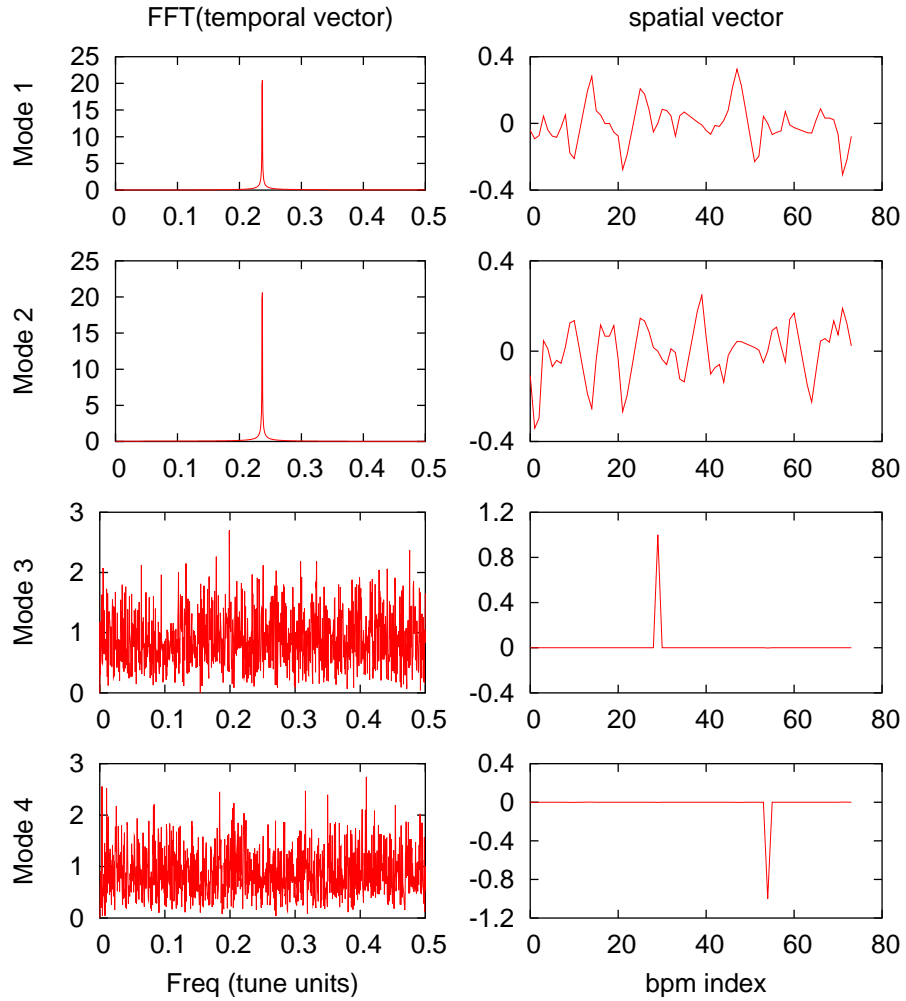 FFT(temporal vector)
spatial vector
Mode 1
25
20
15
10
5
0
0 0.1 0.2 0.3 0.4 0.5
0.4
0
-0.4
0 20 40 60 80
Mode 2
25
20
15
10
5
0
0 0.1 0.2 0.3 0.4 0.5
0.4
0
-0.4
0 20 40 60 80
Mode 3
3
2
1
0
0 0.1 0.2 0.3 0.4 0.5
1.2
0.8
0.4
0
-0.4
0 20 40 60 80
Mode 4
3
2
1
0
0 0.1 0.2 0.3 0.4 0.5
Freq (tune units)
0.4
0
-0.4
-0.8
-1.2
0 20 40 60 80
bpm index